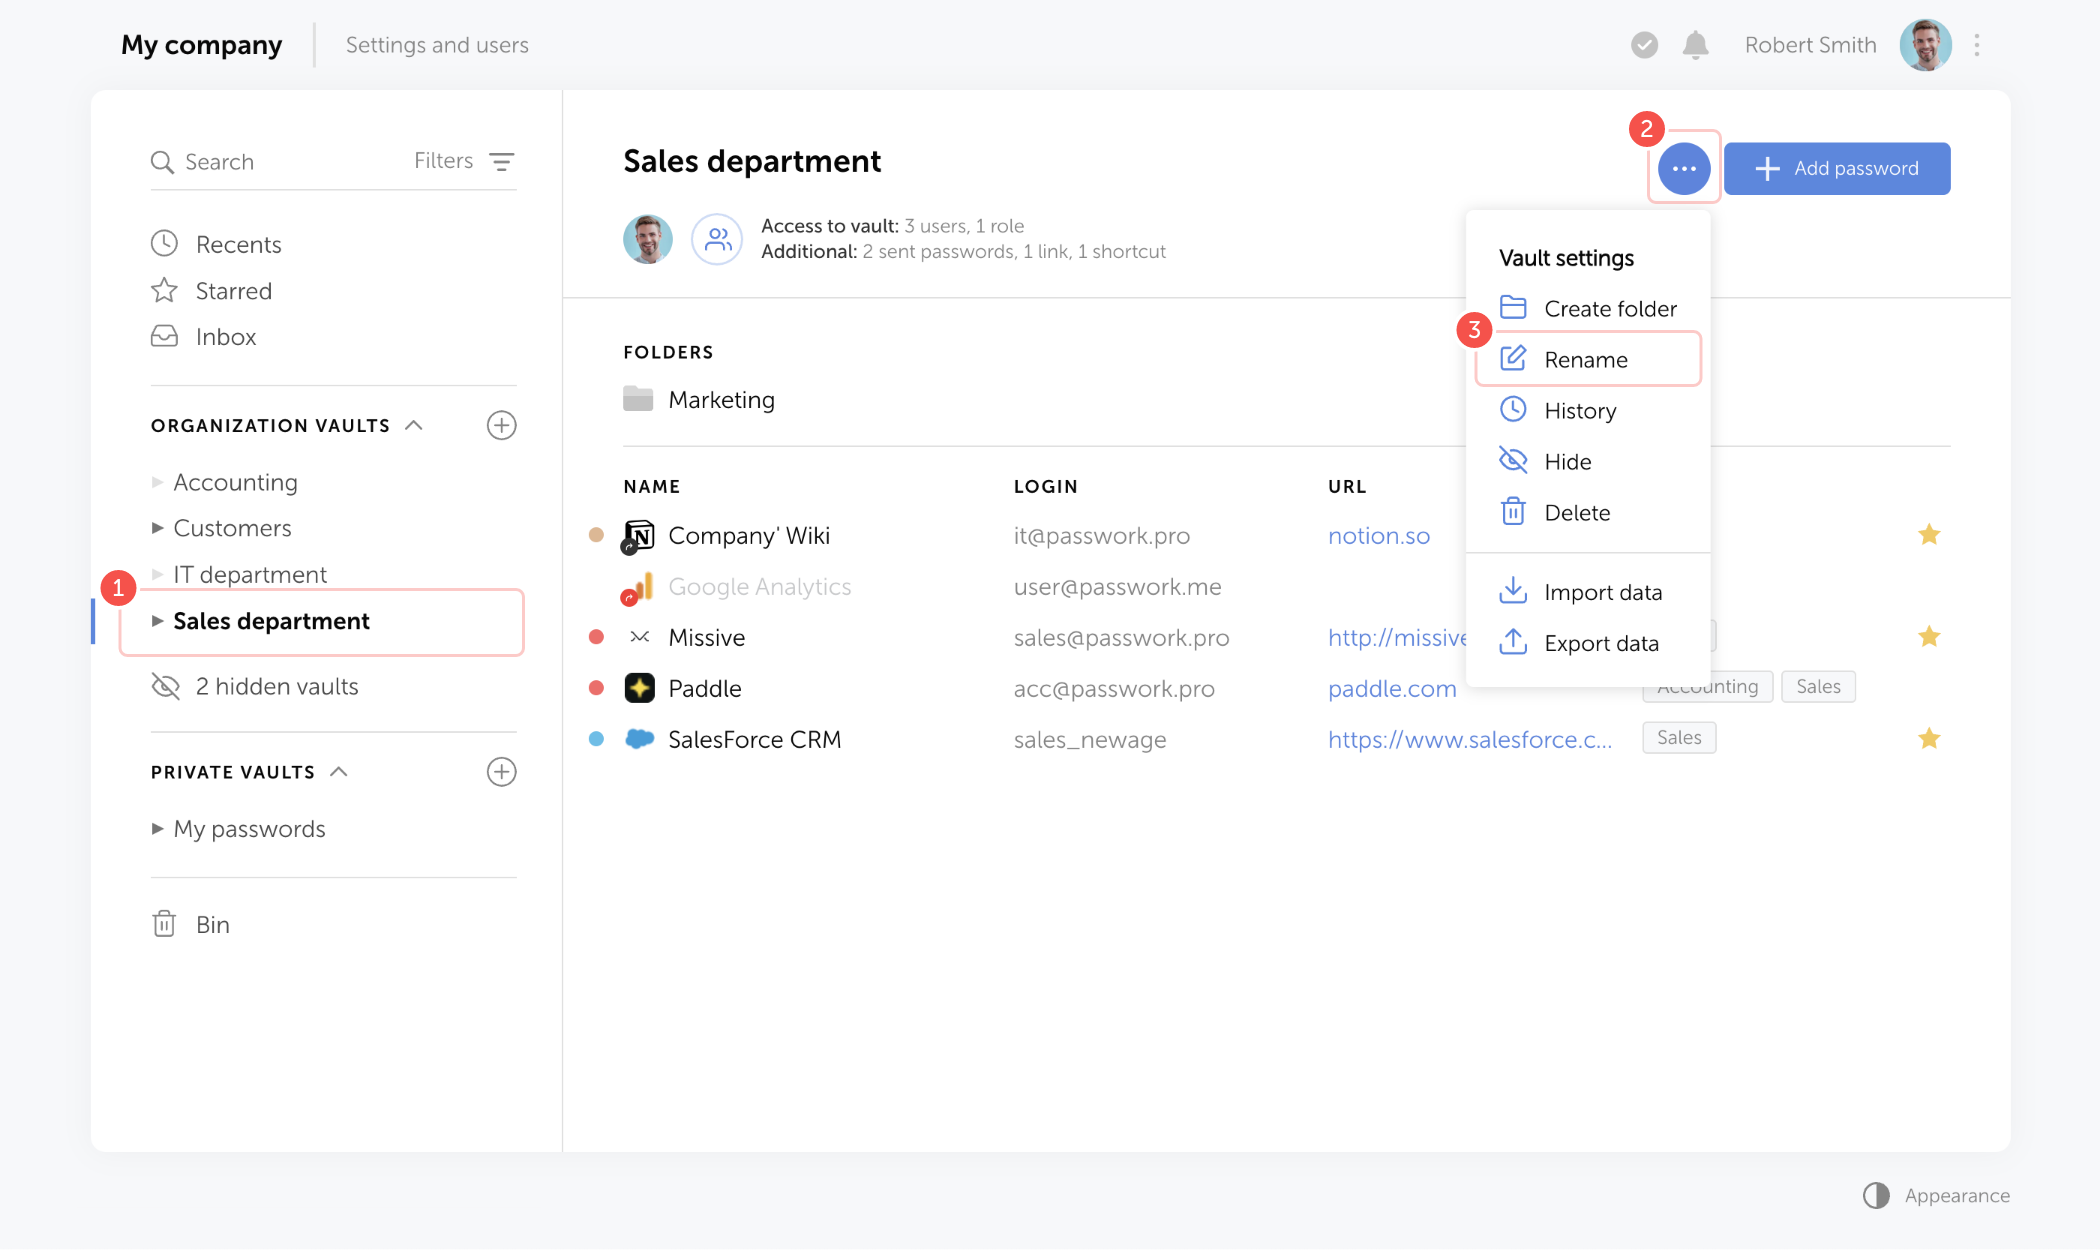 My company
Settings and users
Robert Smith
Search
Filters
Recents
Starred
Inbox
ORGANIZATION VAULTS
Accounting
Customers
IT department
1
Sales department
2 hidden vaults
PRIVATE VAULTS
My passwords
Bin
Sales department
2
Add password
Access to vault: 3 users, 1 role
Additional: 2 sent passwords, 1 link, 1 shortcut
Vault settings
Create folder
3
Rename
History
Hide
Delete
Import data
Export data
FOLDERS
Marketing
NAME LOGIN URL
Company' Wiki it@passwork.pro notion.so
Google Analytics user@passwork.me
Missive sales@passwork.pro http://missive
Paddle acc@passwork.pro paddle.com Accounting Sales
SalesForce CRM sales_newage https://www.salesforce.c... Sales
Appearance